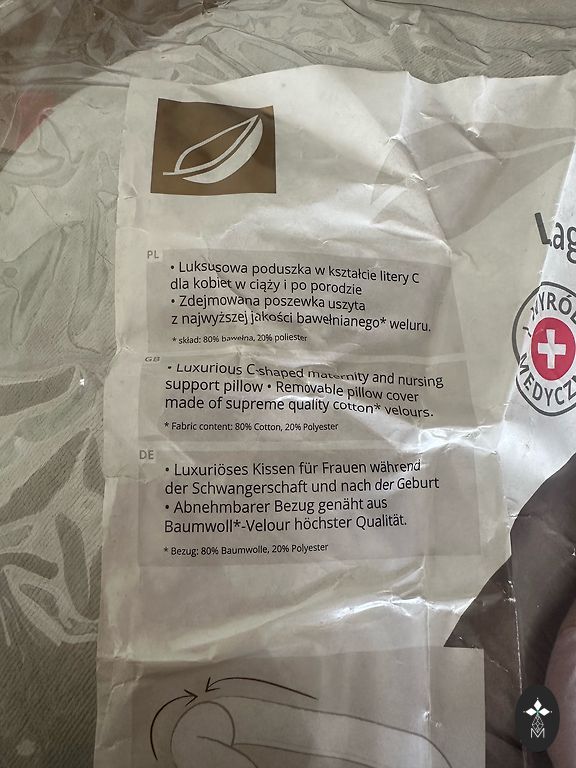 Lag
WYRÓB
MEDYCZ
PL
• Luksusowa poduszka w kształcie litery C
dla kobiet w ciąży i po porodzie
• Zdejmowana poszewka uszyta
z najwyższej jakości bawełnianego* weluru.
* skład: 80% bawełna, 20% poliester
GB
• Luxurious C-shaped maternity and nursing
support pillow • Removable pillow cover
made of supreme quality cotton* velours.
* Fabric content: 80% Cotton, 20% Polyester
DE
• Luxuriöses Kissen für Frauen während
der Schwangerschaft und nach der Geburt
• Abnehmbarer Bezug genäht aus
Baumwoll*-Velour höchster Qualität.
* Bezug: 80% Baumwolle, 20% Polyester
M